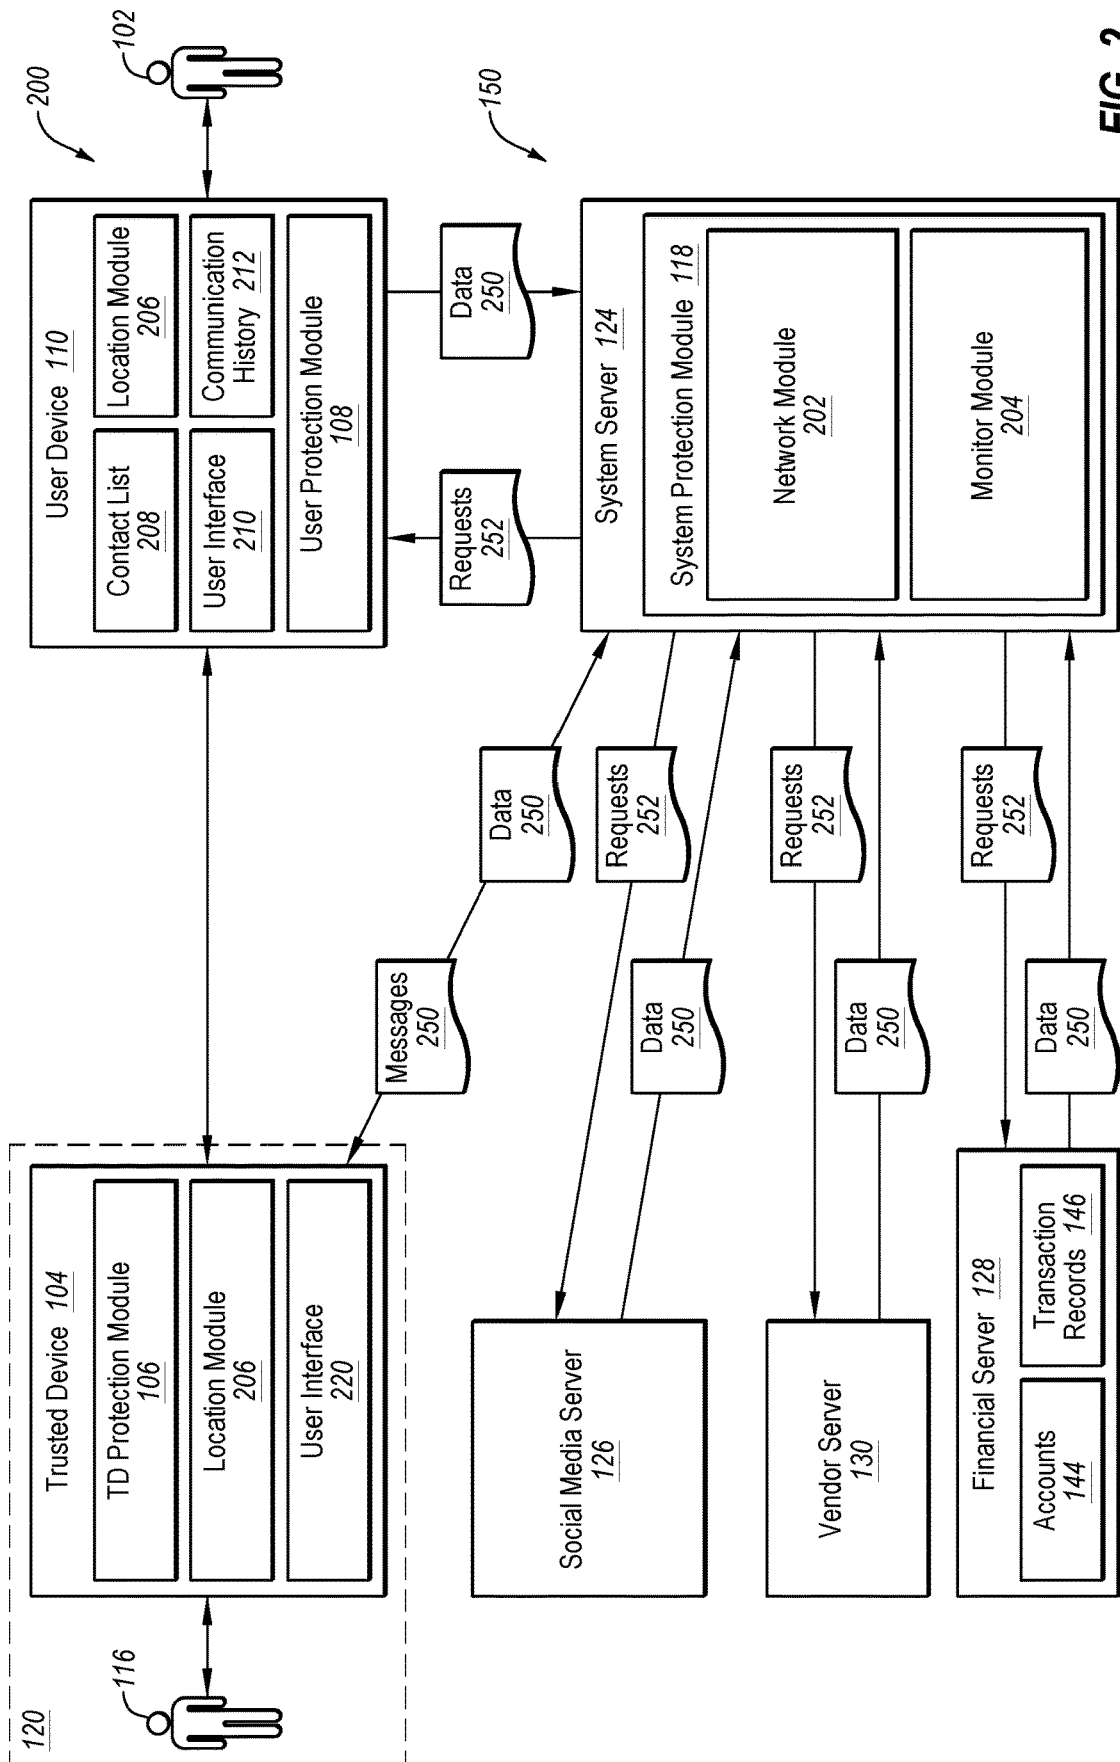 120
116
Trusted Device 104
TD Protection Module
106
Location Module
206
User Interface
220
200
102
User Device 110
Contact List
208
Location Module
206
User Interface
210
Communication
History 212
User Protection Module
108
Messages
250
Data
250
Requests
252
Data
250
150
Social Media Server
126
Requests
252
Data
250
System Server 124
System Protection Module 118
Network Module
202
Monitor Module
204
Vendor Server
130
Requests
252
Data
250
Financial Server 128
Accounts
144
Transaction
Records 146
Requests
252
Data
250
FIG. 2